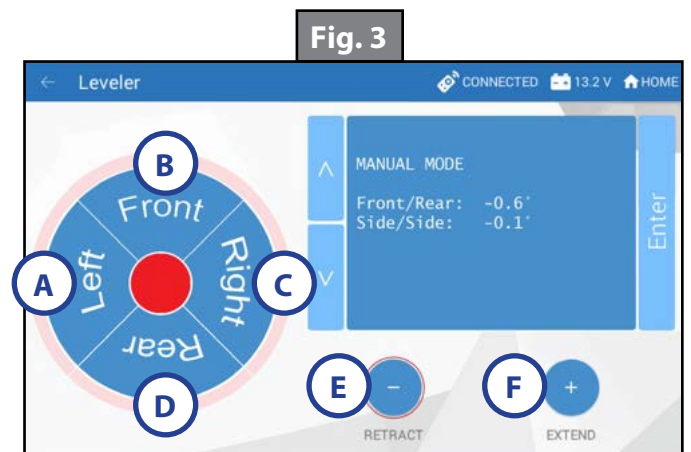 Fig. 3
← Leveler CONNECTED 13.2 V HOME
B
Front
A
Left
Right
C
Rear
D
MANUAL MODE
Front/Rear: -0.6°
Side/Side: -0.1°
Enter
E
−
F
+
RETRACT
EXTEND